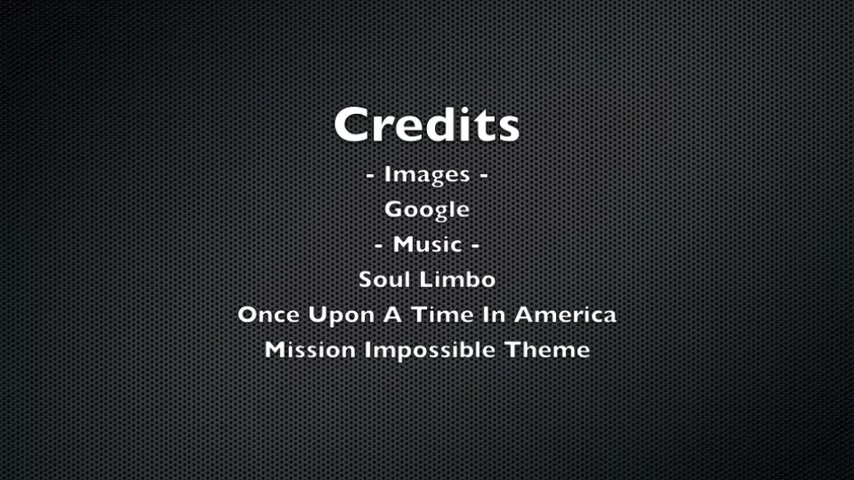 Credits
- Images -
Google
- Music -
Soul Limbo
Once Upon A Time In America
Mission Impossible Theme